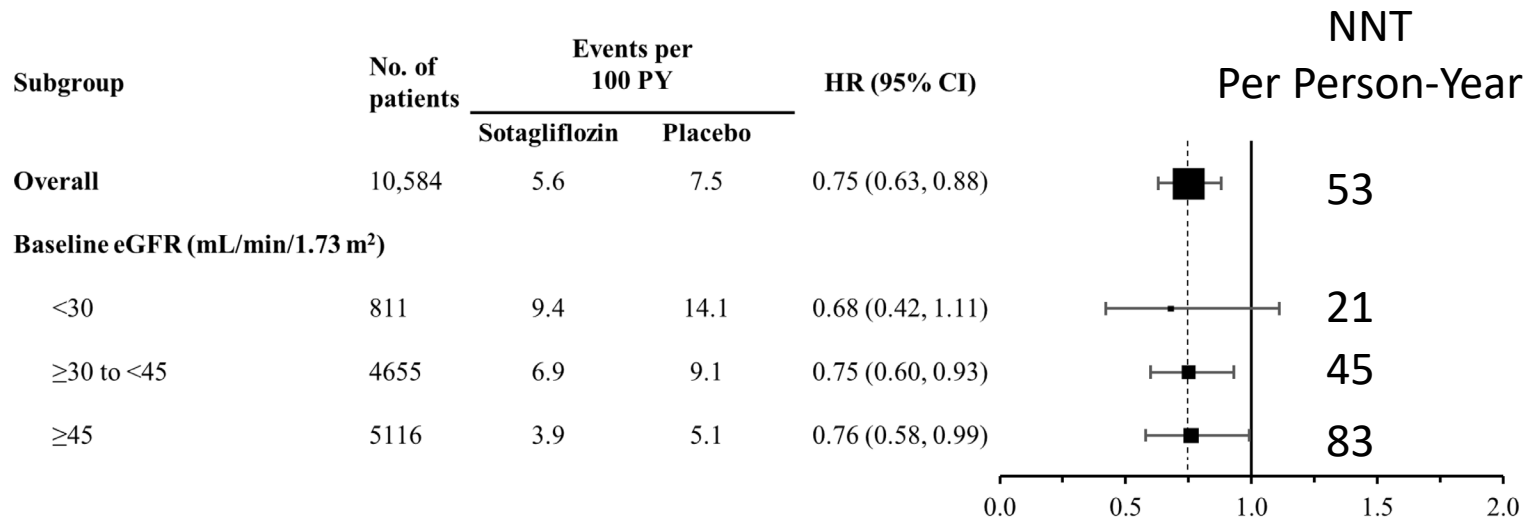 NNT
Per Person-Year
Subgroup No. of patients Events per 100 PY HR (95% CI)
Sotagliflozin Placebo
Overall 10,584 5.6 7.5 0.75 (0.63, 0.88) 53
Baseline eGFR (mL/min/1.73 m²)
<30 811 9.4 14.1 0.68 (0.42, 1.11) 21
≥30 to <45 4655 6.9 9.1 0.75 (0.60, 0.93) 45
≥45 5116 3.9 5.1 0.76 (0.58, 0.99) 83
0.0 0.5 1.0 1.5 2.0